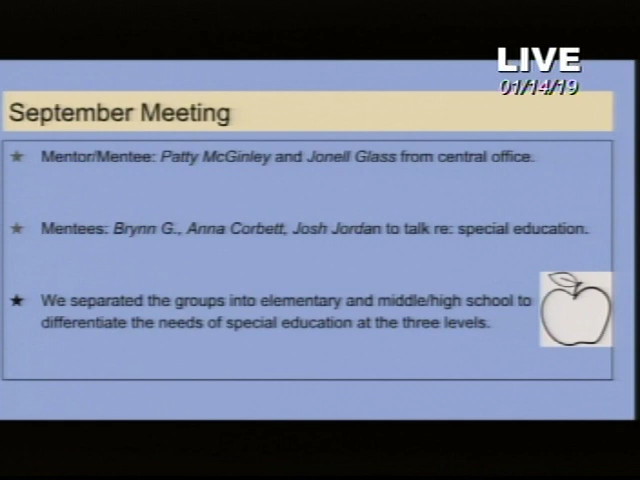 LIVE
01/14/19
September Meeting
★ Mentor/Mentee: Patty McGinley and Jonell Glass from central office.
★ Mentees: Brynn G., Anna Corbett, Josh Jordan to talk re: special education.
★ We separated the groups into elementary and middle/high school to
differentiate the needs of special education at the three levels.